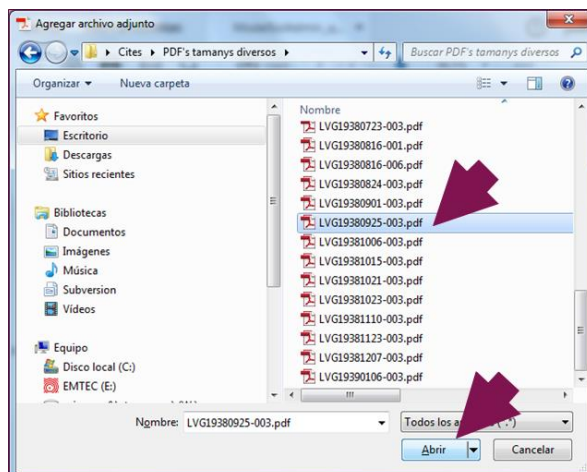 Agregar archivo adjunto
Cites
PDF's tamanys diversos
Buscar PDF's tamanys diversos
Organizar
Nueva carpeta
Favoritos
Escritorio
Descargas
Sitios recientes
Bibliotecas
Documentos
Imágenes
Música
Subversion
Vídeos
Equipo
Disco local (C:)
EMTEC (E:)
Nombre
LVG19380723-003.pdf
LVG19380816-001.pdf
LVG19380816-006.pdf
LVG19380824-003.pdf
LVG19380901-003.pdf
LVG19380925-003.pdf
LVG19381006-003.pdf
LVG19381015-003.pdf
LVG19381021-003.pdf
LVG19381023-003.pdf
LVG19381110-003.pdf
LVG19381123-003.pdf
LVG19381207-003.pdf
LVG19390106-003.pdf
Nombre: LVG19380925-003.pdf
Todos los
Abrir
Cancelar